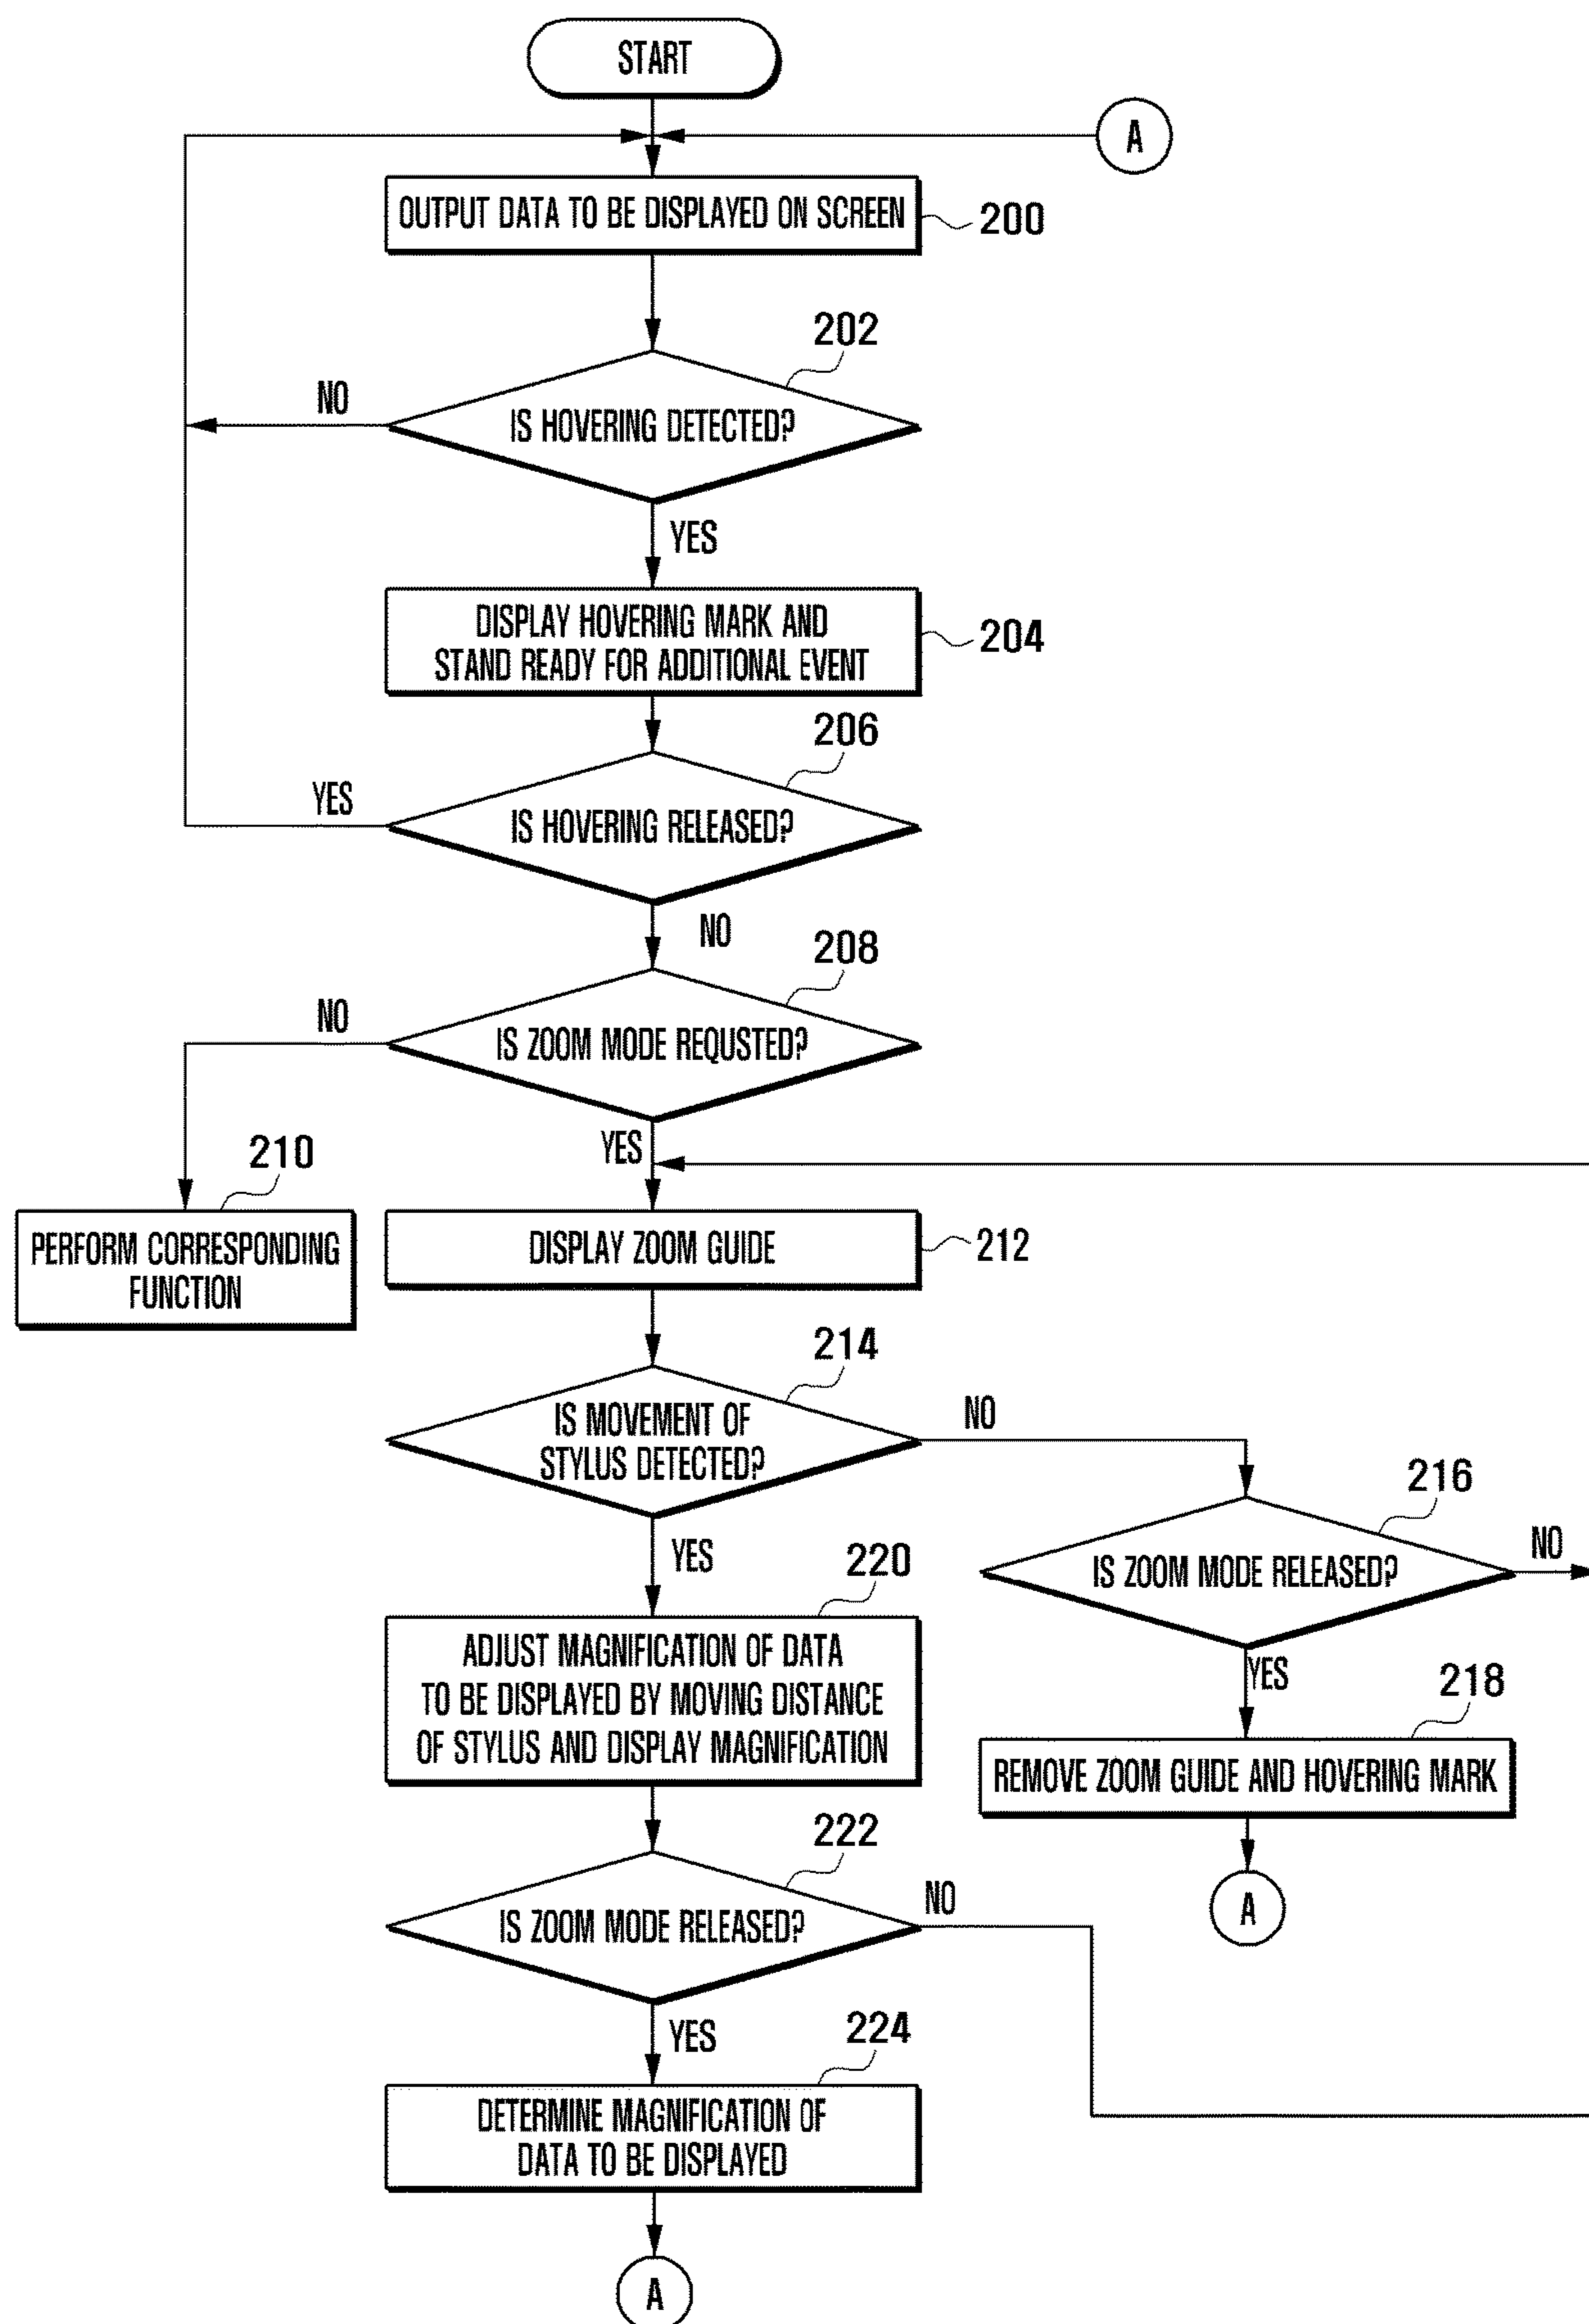 START
A
OUTPUT DATA TO BE DISPLAYED ON SCREEN
200
202
NO
IS HOVERING DETECTED?
YES
DISPLAY HOVERING MARK AND
STAND READY FOR ADDITIONAL EVENT
204
206
YES
IS HOVERING RELEASED?
NO
208
NO
IS ZOOM MODE REQUSTED?
YES
210
PERFORM CORRESPONDING
FUNCTION
DISPLAY ZOOM GUIDE
212
214
NO
IS MOVEMENT OF
STYLUS DETECTED?
216
NO
IS ZOOM MODE RELEASED?
YES
220
ADJUST MAGNIFICATION OF DATA
TO BE DISPLAYED BY MOVING DISTANCE
OF STYLUS AND DISPLAY MAGNIFICATION
YES
218
REMOVE ZOOM GUIDE AND HOVERING MARK
A
222
NO
IS ZOOM MODE RELEASED?
YES
224
DETERMINE MAGNIFICATION OF
DATA TO BE DISPLAYED
A